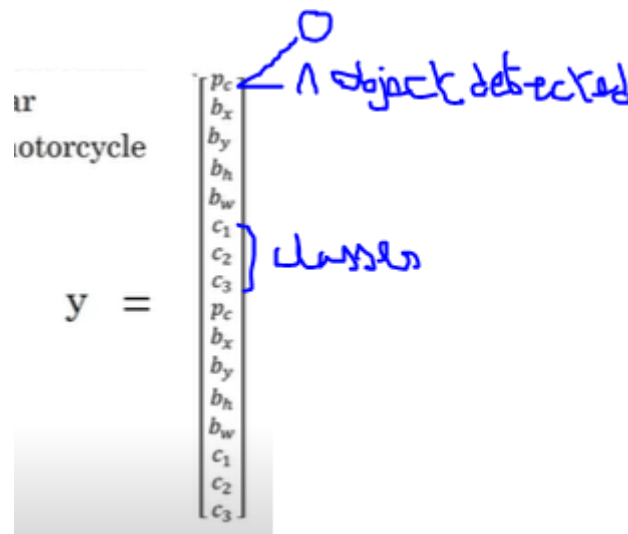 0
p_c
1 object detected
ar
b_x
otorcycle
b_y
b_h
b_w
c_1
c_2
classes
c_3
y =
p_c
b_x
b_y
b_h
b_w
c_1
c_2
c_3